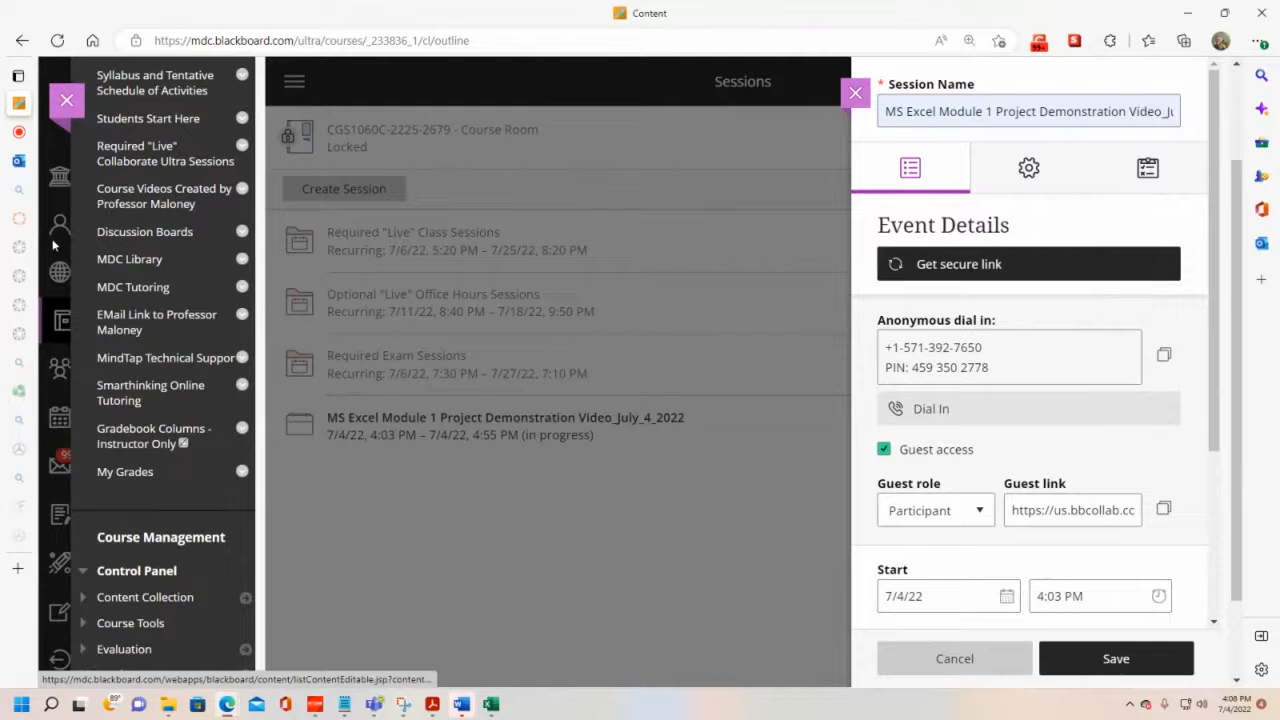 Content
https://mdc.blackboard.com/ultra/courses/_233836_1/cl/outline
Syllabus and Tentative
Schedule of Activities
Students Start Here
Required "Live"
Collaborate Ultra Sessions
Course Videos Created by
Professor Maloney
Discussion Boards
MDC Library
MDC Tutoring
EMail Link to Professor
Maloney
MindTap Technical Suppor
Smarthinking Online
Tutoring
Gradebook Columns -
Instructor Only
My Grades
Course Management
Control Panel
Content Collection
Course Tools
Evaluation
99
https://mdc.blackboard.com/webapps/blackboard/content/listContentEditable.jsp?content...
Sessions
CGS1060C-2225-2679 - Course Room
Locked
Create Session
Required "Live" Class Sessions
Recurring: 7/6/22, 5:20 PM – 7/25/22, 8:20 PM
Optional "Live" Office Hours Sessions
Recurring: 7/11/22, 8:40 PM – 7/18/22, 9:50 PM
Required Exam Sessions
Recurring: 7/6/22, 7:30 PM – 7/27/22, 7:10 PM
MS Excel Module 1 Project Demonstration Video_July_4_2022
7/4/22, 4:03 PM – 7/4/22, 4:55 PM (in progress)
* Session Name
MS Excel Module 1 Project Demonstration Video_Ju
Event Details
Get secure link
Anonymous dial in:
+1-571-392-7650
PIN: 459 350 2778
Dial In
Guest access
Guest role
Guest link
Participant
https://us.bbcollab.cc
Start
7/4/22
4:03 PM
Cancel
Save
89°
4:08 PM
7/4/2022